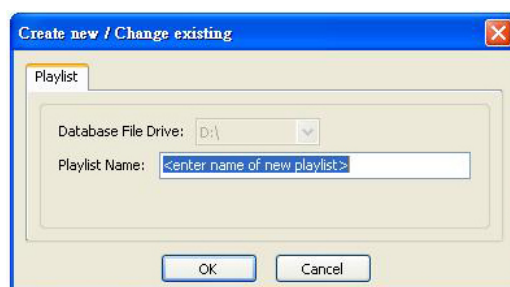 Create new / Change existing
Playlist
Database File Drive: D:\
Playlist Name: <enter name of new playlist>
OK Cancel